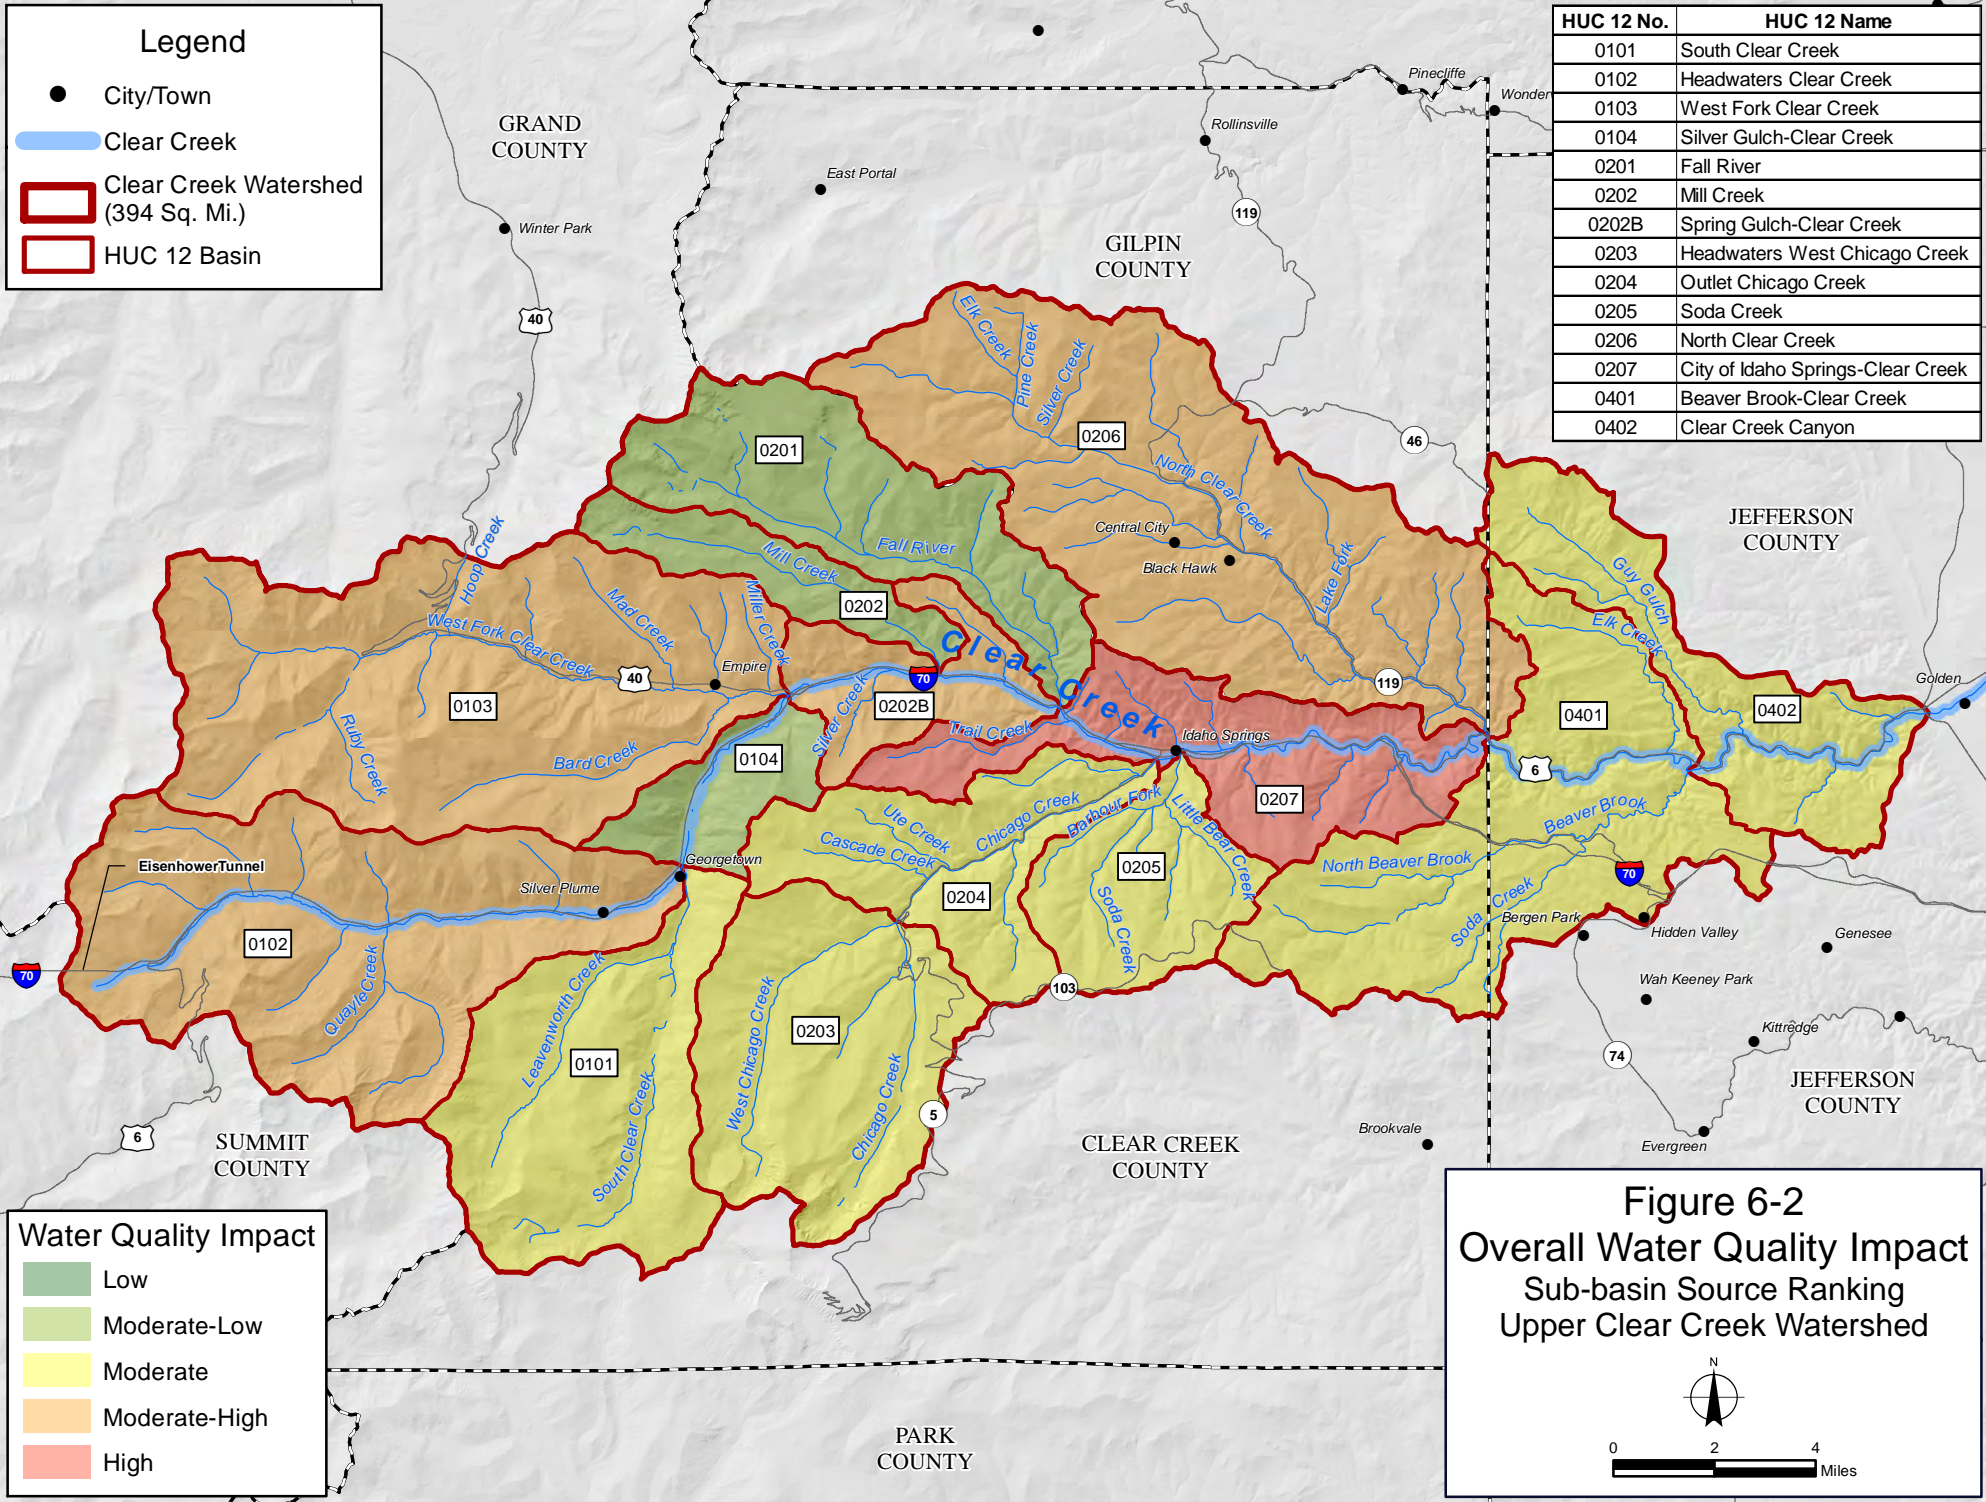 Legend
City/Town
Clear Creek
Clear Creek Watershed
(394 Sq. Mi.)
HUC 12 Basin
HUC 12 No. HUC 12 Name
0101 South Clear Creek
0102 Headwaters Clear Creek
0103 West Fork Clear Creek
0104 Silver Gulch-Clear Creek
0201 Fall River
0202 Mill Creek
0202B Spring Gulch-Clear Creek
0203 Headwaters West Chicago Creek
0204 Outlet Chicago Creek
0205 Soda Creek
0206 North Clear Creek
0207 City of Idaho Springs-Clear Creek
0401 Beaver Brook-Clear Creek
0402 Clear Creek Canyon
GRAND
COUNTY
Winter Park
40
East Portal
Rollinsville
Pinecliffe
Wonder
119
GILPIN
COUNTY
46
JEFFERSON
COUNTY
Elk Creek
Pine Creek
Silver Creek
0206
North Clear Creek
Central City
Black Hawk
Lake Fork
119
0201
Fall River
Mill Creek
0202
Hoop Creek
West Fork Clear Creek
Mad Creek
Miller Creek
Empire
40
0103
Ruby Creek
Bard Creek
Clear Creek
70
0202B
Silver Creek
Trail Creek
0104
Idaho Springs
0207
Guy Gulch
Elk Creek
0401
0402
Golden
6
Beaver Brook
North Beaver Brook
Soda Creek
70
Bergen Park
Hidden Valley
Genesee
Wah Keeney Park
Kittredge
74
Evergreen
Brookvale
JEFFERSON
COUNTY
Ute Creek
Cascade Creek
Chicago Creek
Barbour Fork
Little Bear Creek
0204
0205
Soda Creek
103
Georgetown
Silver Plume
Eisenhower Tunnel
0102
Quayle Creek
70
6
Leavenworth Creek
0101
South Clear Creek
West Chicago Creek
0203
Chicago Creek
5
SUMMIT
COUNTY
CLEAR CREEK
COUNTY
PARK
COUNTY
Water Quality Impact
Low
Moderate-Low
Moderate
Moderate-High
High
Figure 6-2
Overall Water Quality Impact
Sub-basin Source Ranking
Upper Clear Creek Watershed
N
0 2 4
Miles